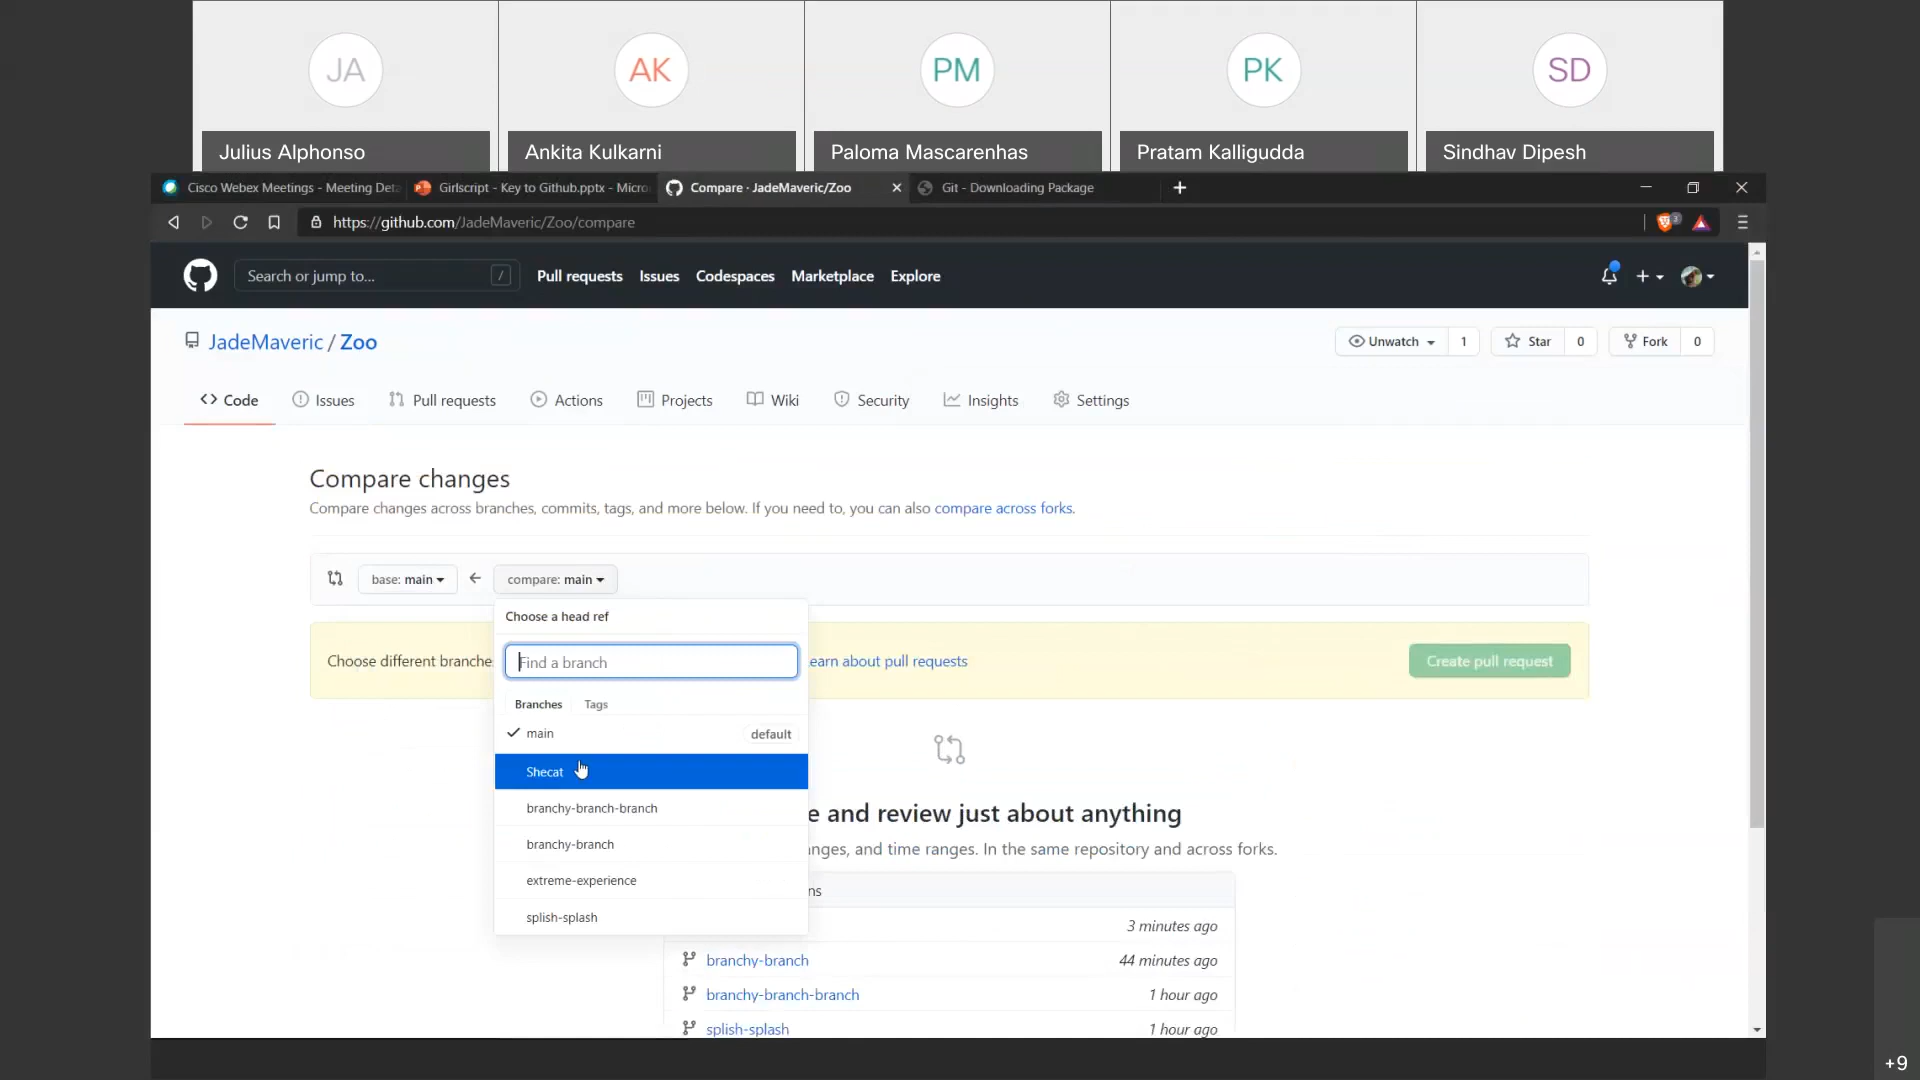 JA
AK
PM
PK
SD
Julius Alphonso
Ankita Kulkarni
Paloma Mascarenhas
Pratam Kalligudda
Sindhav Dipesh
Cisco Webex Meetings - Meeting Deta
Girlscript - Key to Github.pptx - Micro
Compare · JadeMaveric/Zoo
Git - Downloading Package
https://github.com/JadeMaveric/Zoo/compare
3
Search or jump to... /
Pull requests
Issues
Codespaces
Marketplace
Explore
JadeMaveric / Zoo
Unwatch 1
Star 0
Fork 0
Code
Issues
Pull requests
Actions
Projects
Wiki
Security
Insights
Settings
Compare changes
Compare changes across branches, commits, tags, and more below. If you need to, you can also compare across forks.
base: main
compare: main
Choose a head ref
Find a branch
Choose different branche
earn about pull requests
Create pull request
Branches Tags
main default
Shecat
branchy-branch-branch
branchy-branch
extreme-experience
splish-splash
e and review just about anything
nges, and time ranges. In the same repository and across forks.
ns
3 minutes ago
branchy-branch 44 minutes ago
branchy-branch-branch 1 hour ago
splish-splash 1 hour ago
+9